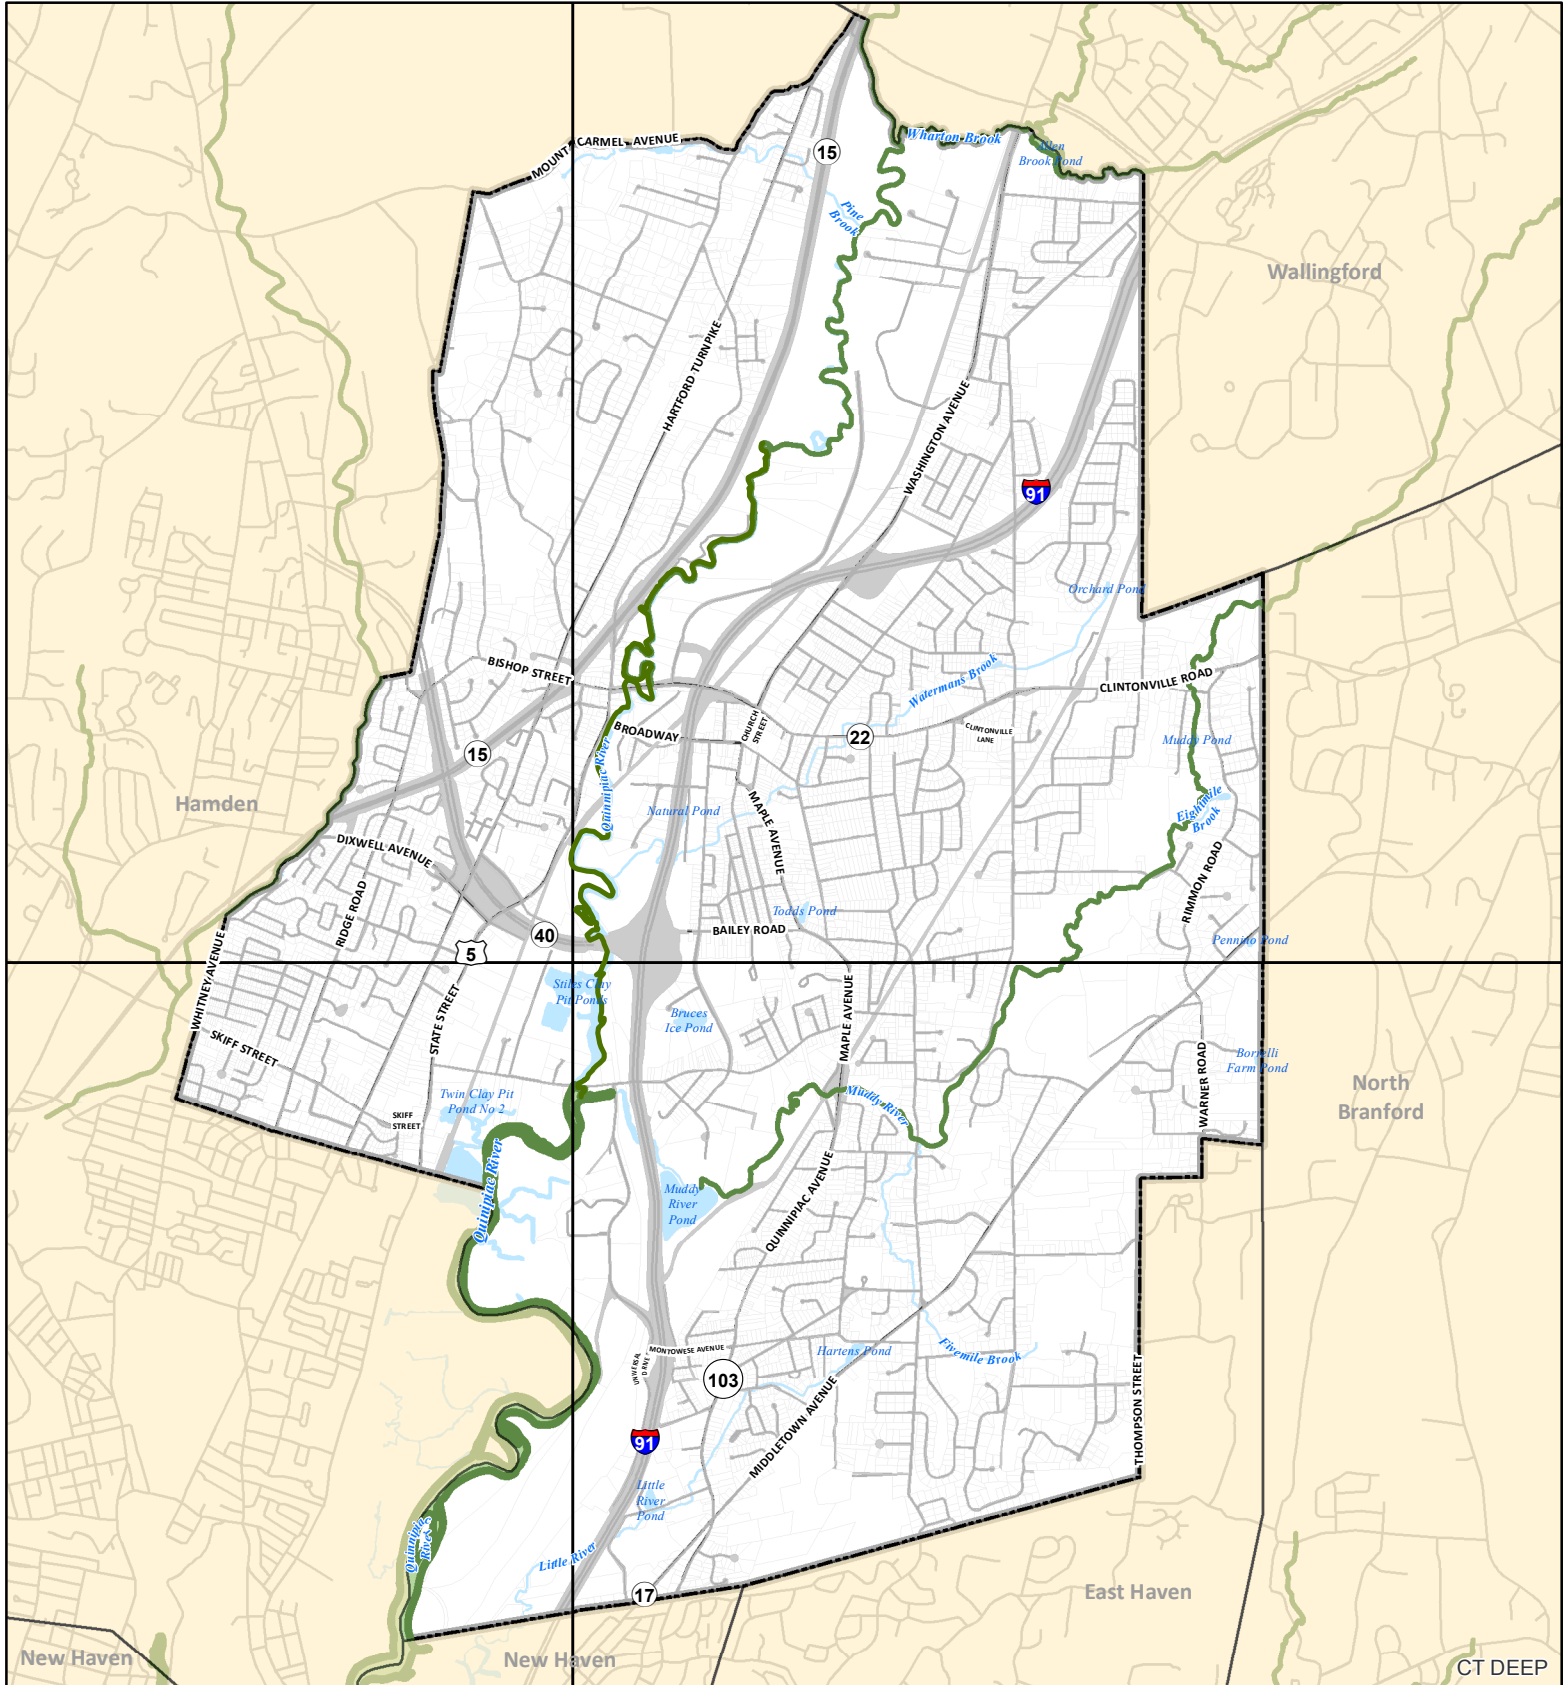 MOUNT CARMEL AVENUE
15
Wharton Brook
Allen
Brook Pond
Pine
Brook
Wallingford
HARTFORD TURNPIKE
WASHINGTON AVENUE
91
Orchard Pond
BISHOP STREET
Watermans Brook
CLINTONVILLE ROAD
BROADWAY
CHURCH
STREET
22
CLINTONVILLE
LANE
Muddy Pond
15
Quinnipiac River
Hamden
Natural Pond
MAPLE AVENUE
Eightmile
Brook
DIXWELL AVENUE
RIDGE ROAD
RIMMON ROAD
Todds Pond
BAILEY ROAD
40
5
Pennino Pond
WHITNEY AVENUE
STATE STREET
Stiles Clay
Pit Ponds
Bruces
Ice Pond
MAPLE AVENUE
SKIFF STREET
WARNER ROAD
Borrelli
Farm Pond
North
Branford
Twin Clay Pit
Pond No 2
SKIFF
STREET
Muddy River
Quinipiac River
Muddy
River
Pond
QUINNIPIAC AVENUE
UNIVERSAL
DRIVE
MONTOWESE AVENUE
Hartens Pond
Fivemile Brook
103
MIDDLETOWN AVENUE
THOMPSON STREET
91
Little
River
Pond
Quinnipiac
River
Little River
17
East Haven
New Haven
New Haven
CT DEEP